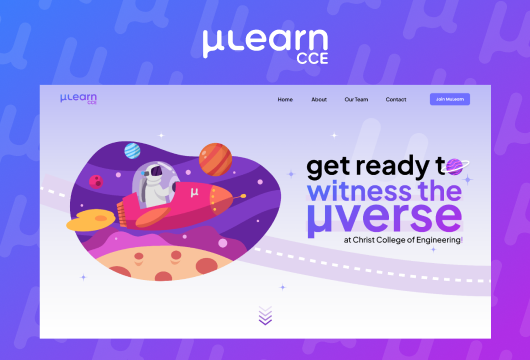 µLearn
CCE
µLearn
CCE
Home About Our Team Contact Join MuLearn
µ
get ready to
witness the
µverse
at Christ College of Engineering!